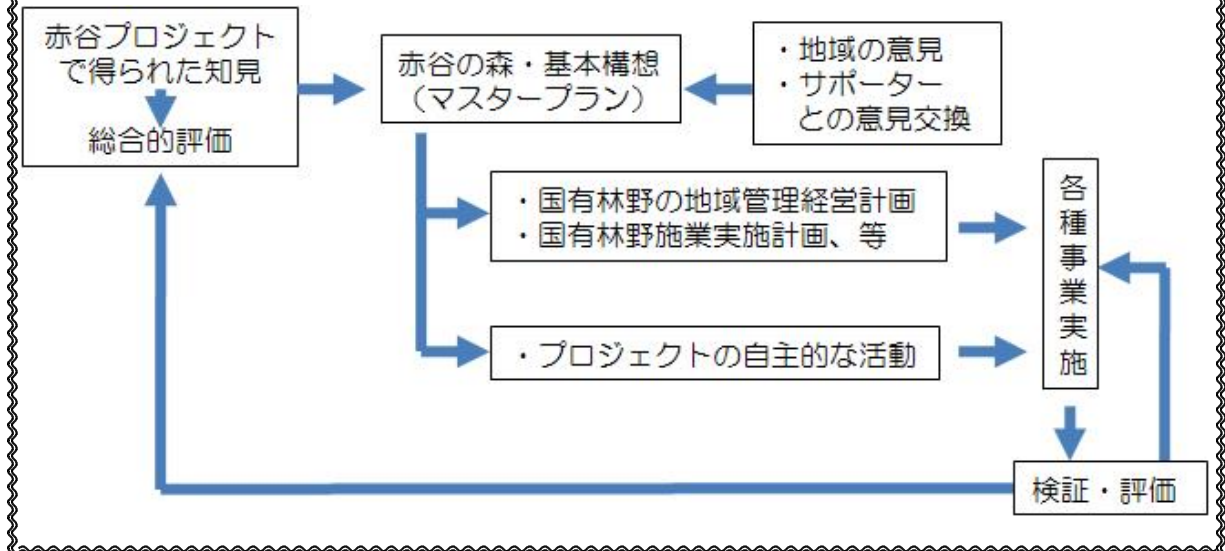 赤谷プロジェクト
で得られた知見
総合的評価
赤谷の森・基本構想
（マスタープラン）
・地域の意見
・サポーター
との意見交換
・国有林野の地域管理経営計画
・国有林野施業実施計画、等
・プロジェクトの自主的な活動
各種事業実施
検証・評価